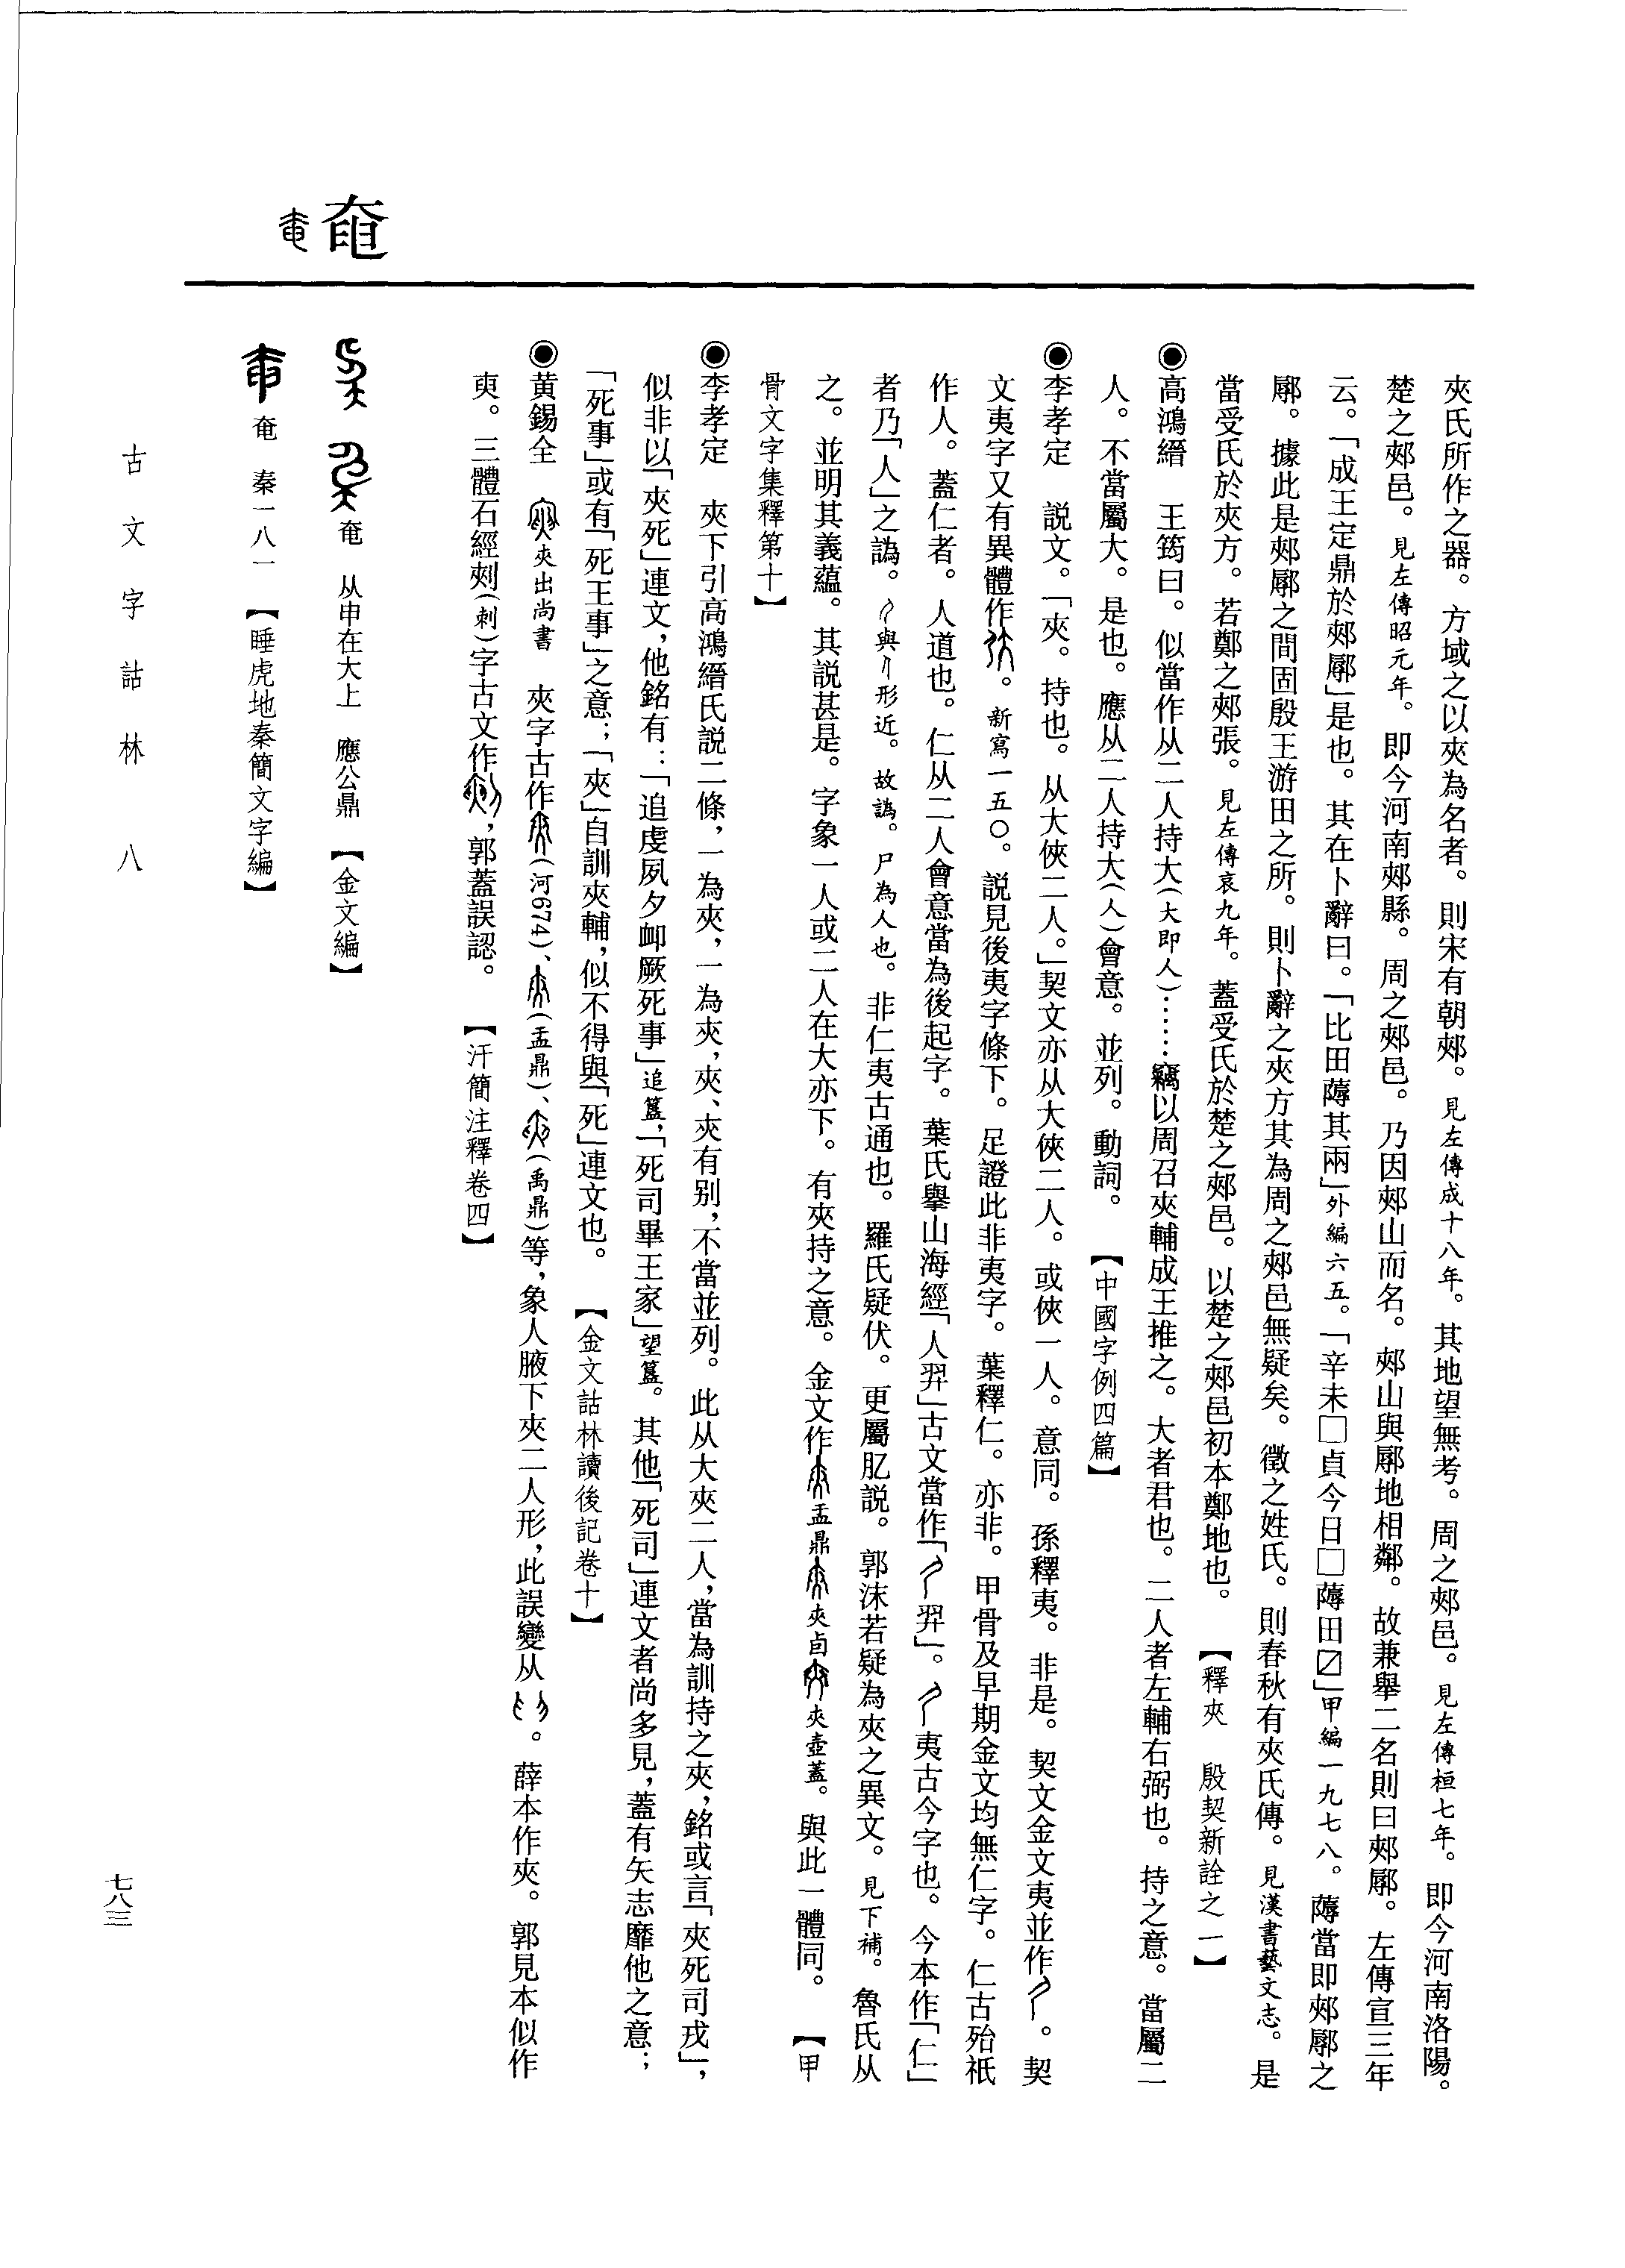 奄
夾氏所作之器。方域之以夾為名者。則宋有朝郟。見左傳成十八年。其地望無考。周之郟邑。見左傳桓七年。即今河南洛陽。
楚之郟邑。見左傳昭元年。即今河南郟縣。周之郟邑。乃因郟山而名。郟山與鄏地相鄰。故兼舉二名則曰郟鄏。左傳宣三年
云。「成王定鼎於郟鄏」是也。其在卜辭曰。「比田蓐其兩」外編六五。「辛未□貞今日□蓐田〼」甲編一九七八。蓐當即郟鄏之
鄏。據此是郟鄏之間固殷王游田之所。則卜辭之夾方其為周之郟邑無疑矣。徵之姓氏。則春秋有夾氏傳。見漢書藝文志。是
當受氏於夾方。若鄭之郟張。見左傳哀九年。蓋受氏於楚之郟邑。以楚之郟邑初本鄭地也。【釋夾　殷契新詮之一】
◉高鴻縉　王筠曰。似當作从二人持大(大即人)……竊以周召夾輔成王推之。大者君也。二人者左輔右弼也。持之意。當屬二
人。不當屬大。是也。應从二人持大(人)會意。並列。動詞。【中國字例四篇】
◉李孝定　説文。「夾。持也。从大俠二人。」契文亦从大俠二人。或俠一人。意同。孫釋夷。非是。契文金文夷並作。契
文夷字又有異體作。新寫一五〇。説見後夷字條下。足證此非夷字。葉釋仁。亦非。甲骨及早期金文均無仁字。仁古殆祇
作人。蓋仁者。人道也。仁从二人會意當為後起字。葉氏舉山海經「人羿」古文當作「羿」。夷古今字也。今本作「仁」
者乃「人」之譌。與形近。故譌。尸為人也。非仁夷古通也。羅氏疑伏。更屬肊説。郭沫若疑為夾之異文。見下補。魯氏从
之。並明其義蘊。其説甚是。字象一人或二人在大亦下。有夾持之意。金文作盂鼎夾卣夾壺蓋。與此一體同。【甲
骨文字集釋第十】
◉李孝定　夾下引高鴻縉氏説二條，一為夾，一為㚒，夾、㚒有别，不當並列。此从大夾二人，當為訓持之夾，銘或言「夾死司戎」，
似非以「夾死」連文，他銘有：「追虔夙夕卹厥死事」追簋，「死司畢王家」望簋。其他「死司」連文者尚多見，蓋有矢志靡他之意；
「死事」或有「死王事」之意；「夾」自訓夾輔，似不得與「死」連文也。【金文詁林讀後記卷十】
◉黄錫全　夾出尚書　夾字古作(河674)、(盂鼎)、(禹鼎)等，象人腋下夾二人形，此誤變从。薛本作夾。郭見本似作
㚒。三體石經刾(刺)字古文作，郭蓋誤認。【汗簡注釋卷四】
奄　从申在大上　應公鼎　【金文編】
奄　秦一八一　【睡虎地秦簡文字編】
古文字詁林　八
七八三